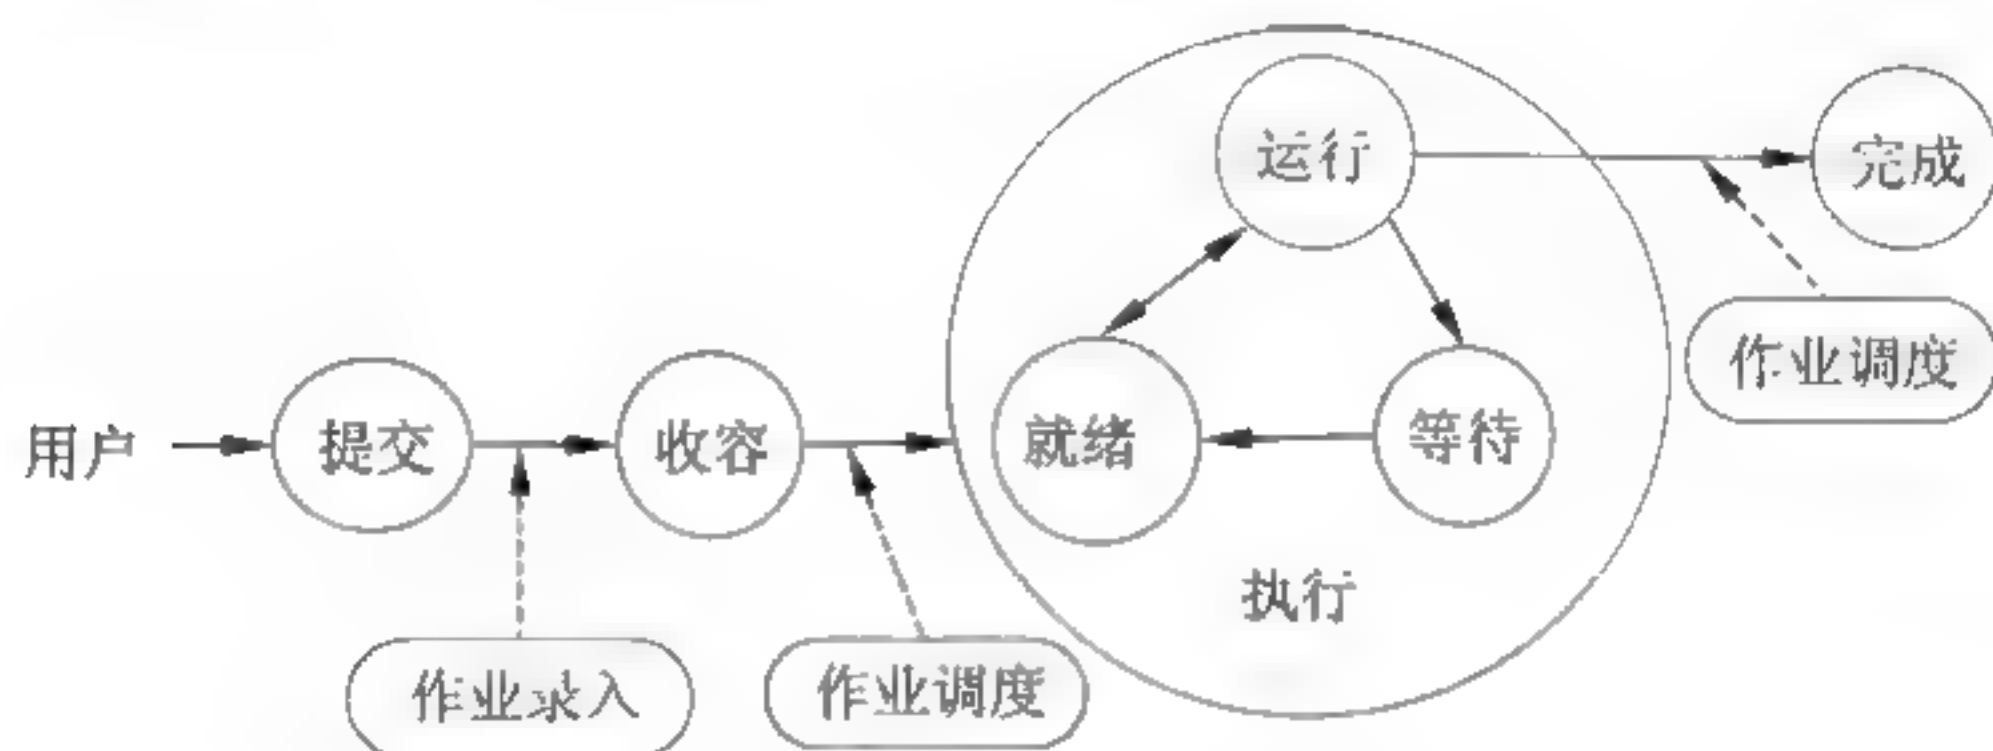 运行
完成
作业调度
用户
提交
收容
就绪
等待
执行
作业录入
作业调度